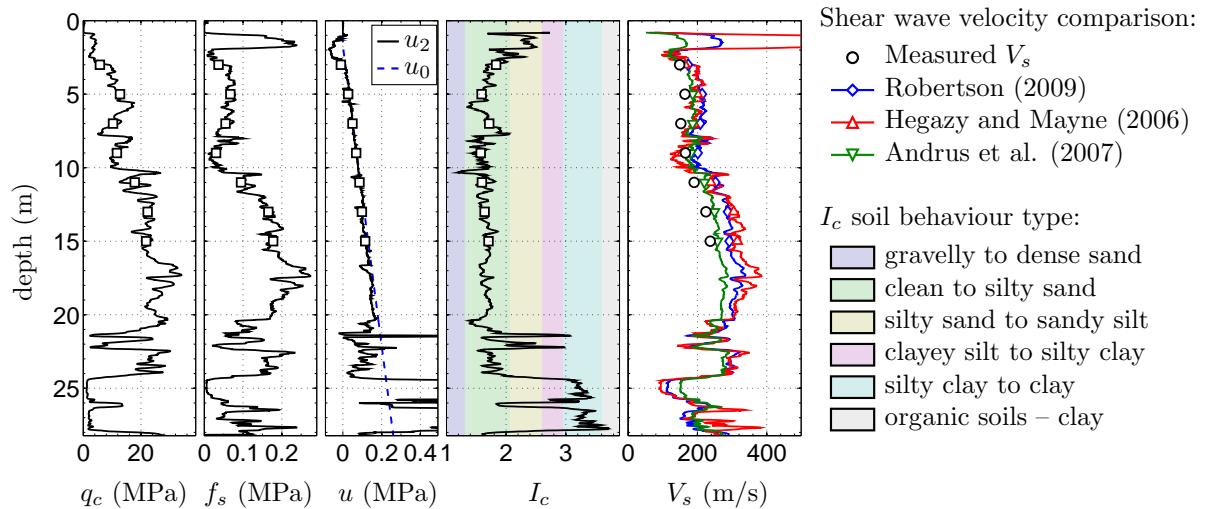 0
5
10
15
20
25
depth (m)
0 20
q_c (MPa)
0 0.1 0.2
f_s (MPa)
u_2
u_0
0 0.2 0.4
u (MPa)
1 2 3
I_c
0 200 400
V_s (m/s)
Shear wave velocity comparison:
Measured V_s
Robertson (2009)
Hegazy and Mayne (2006)
Andrus et al. (2007)
I_c soil behaviour type:
gravelly to dense sand
clean to silty sand
silty sand to sandy silt
clayey silt to silty clay
silty clay to clay
organic soils – clay